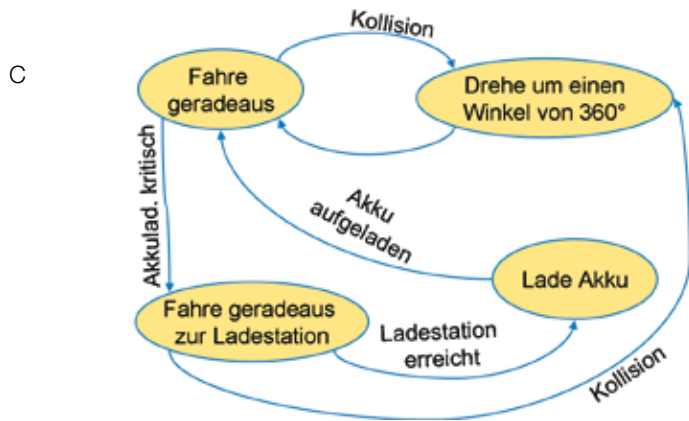 C
Kollision
Fahre
geradeaus
Drehe um einen
Winkel von 360°
Akkulad. kritisch
Akku
aufgeladen
Lade Akku
Fahre geradeaus
zur Ladestation
Ladestation
erreicht
Kollision